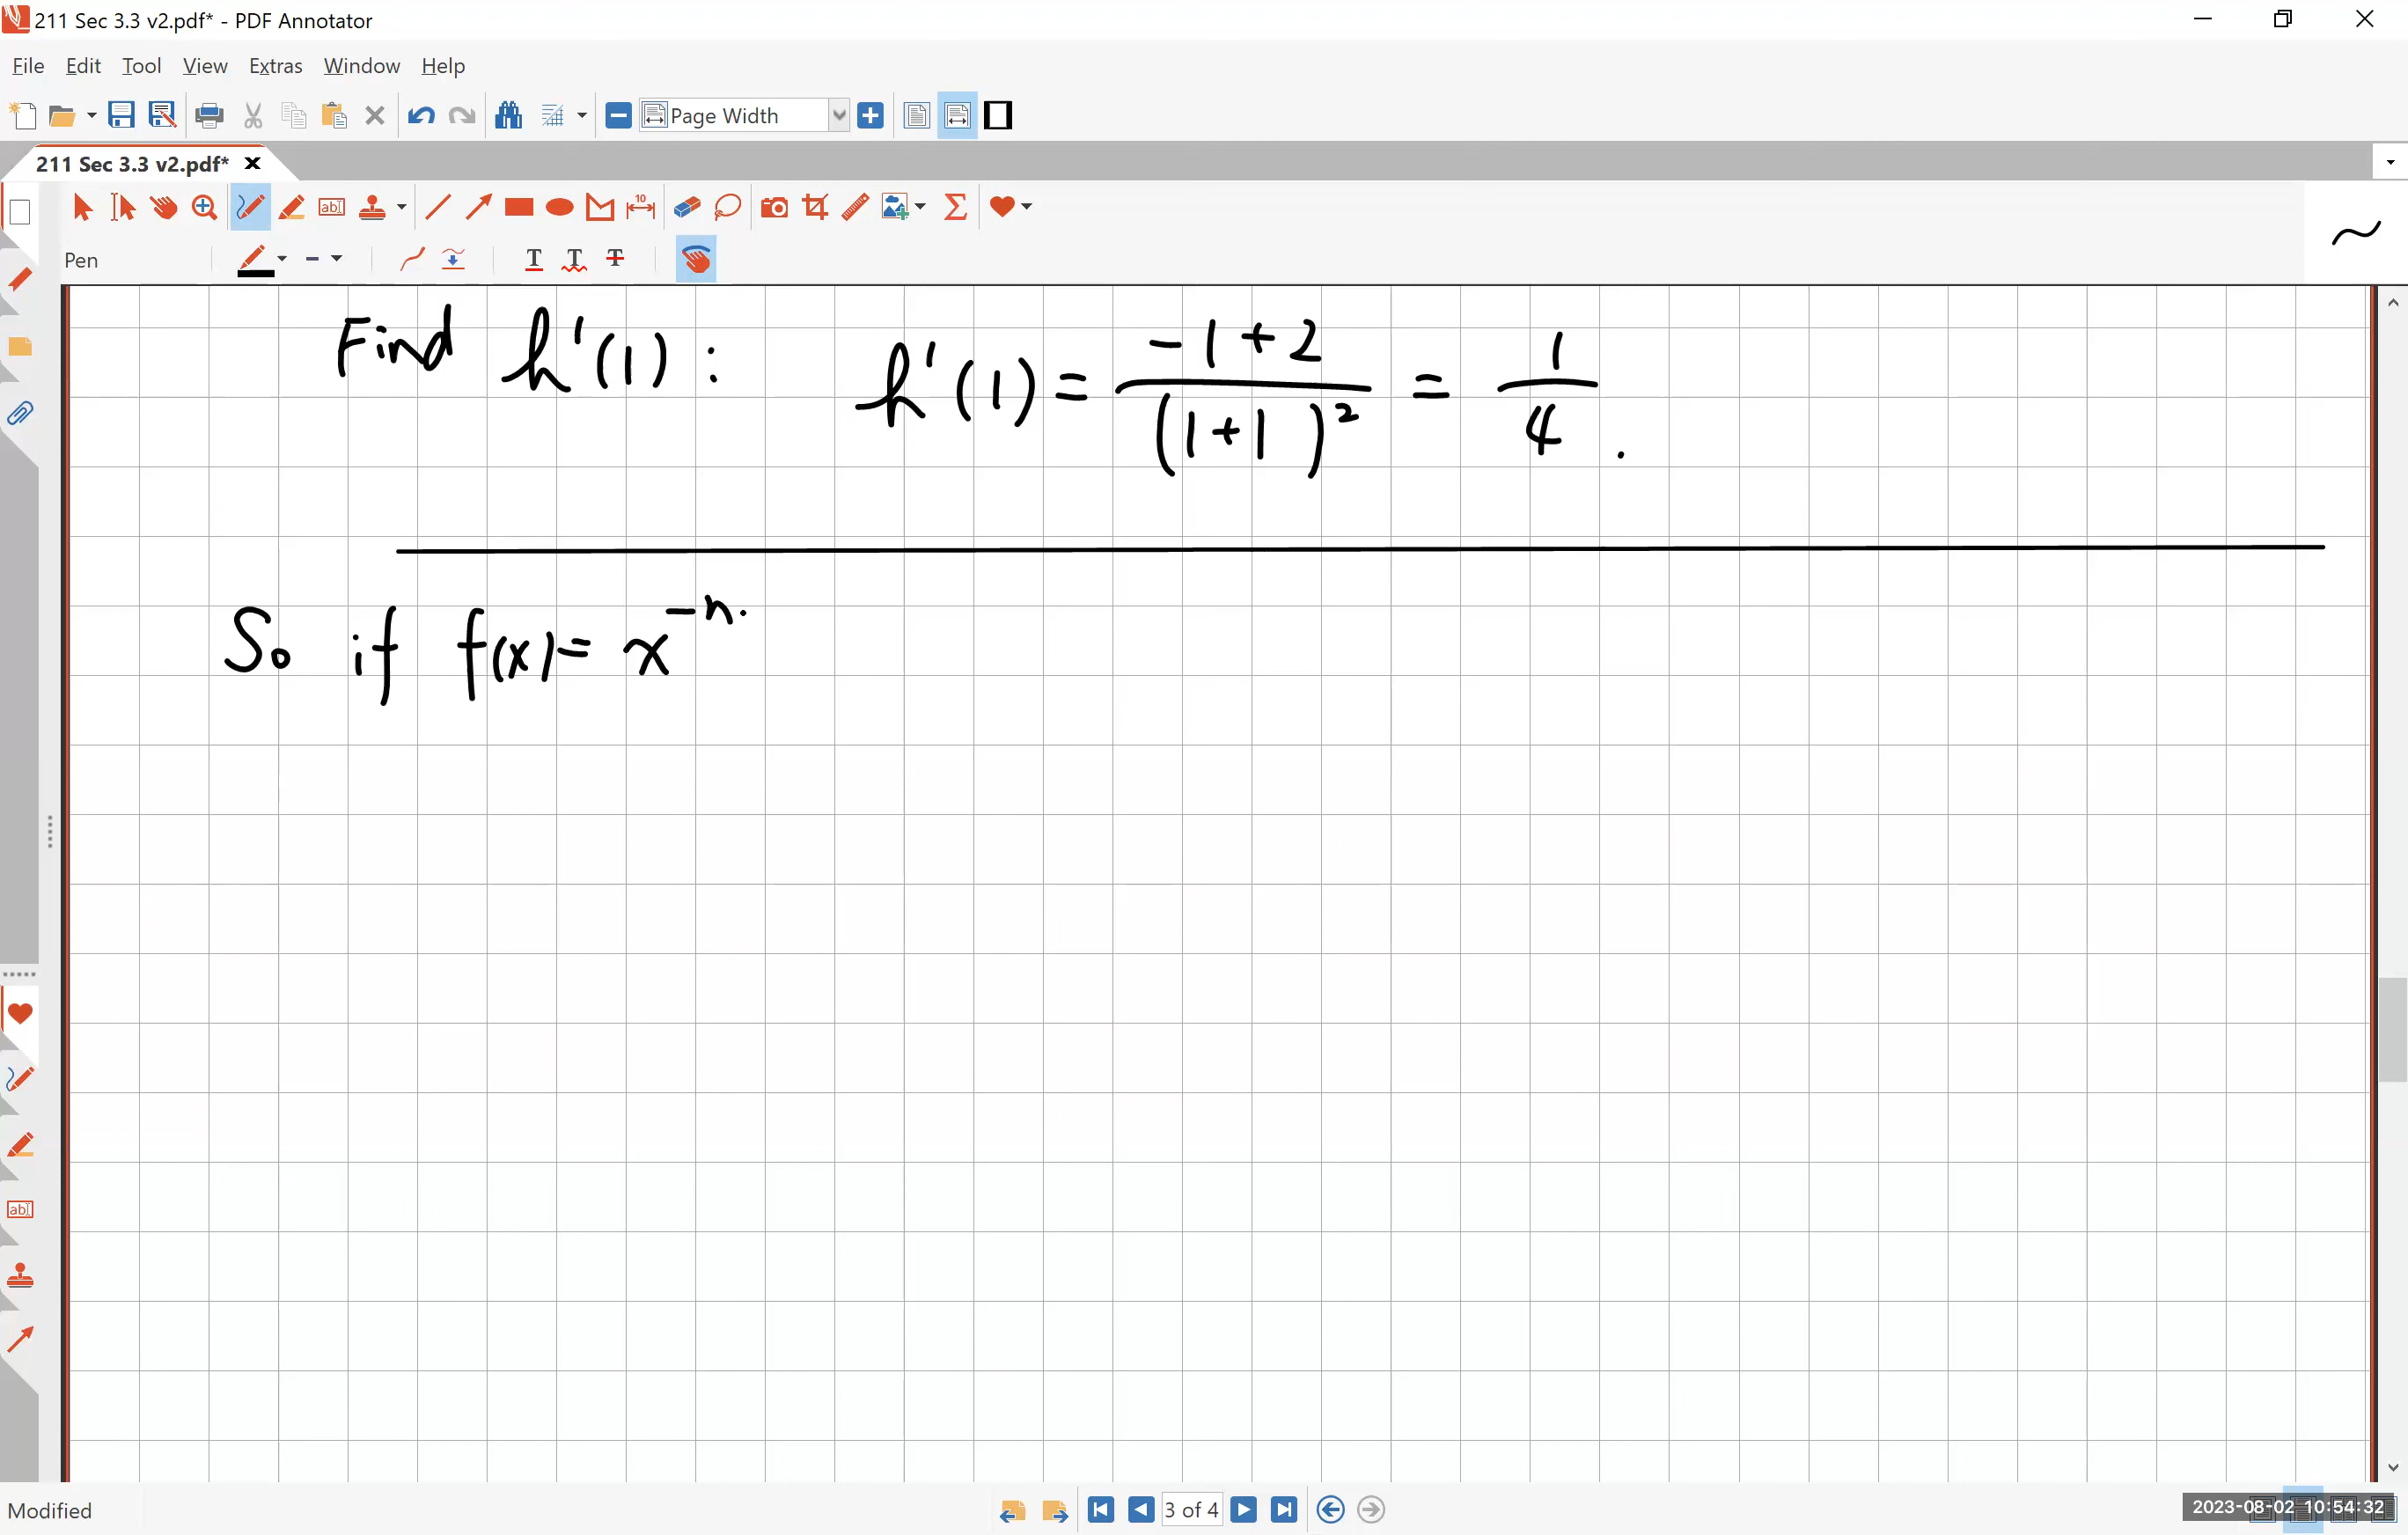 211 Sec 3.3 v2.pdf* - PDF Annotator
File Edit Tool View Extras Window Help
Page Width
211 Sec 3.3 v2.pdf*
Pen
Find h'(1): h'(1) = \frac{-1+2}{(1+1)^2} = \frac{1}{4}.
So if f(x) = x^{-n}.
Modified
3 of 4
2023-08-02 10:54:32